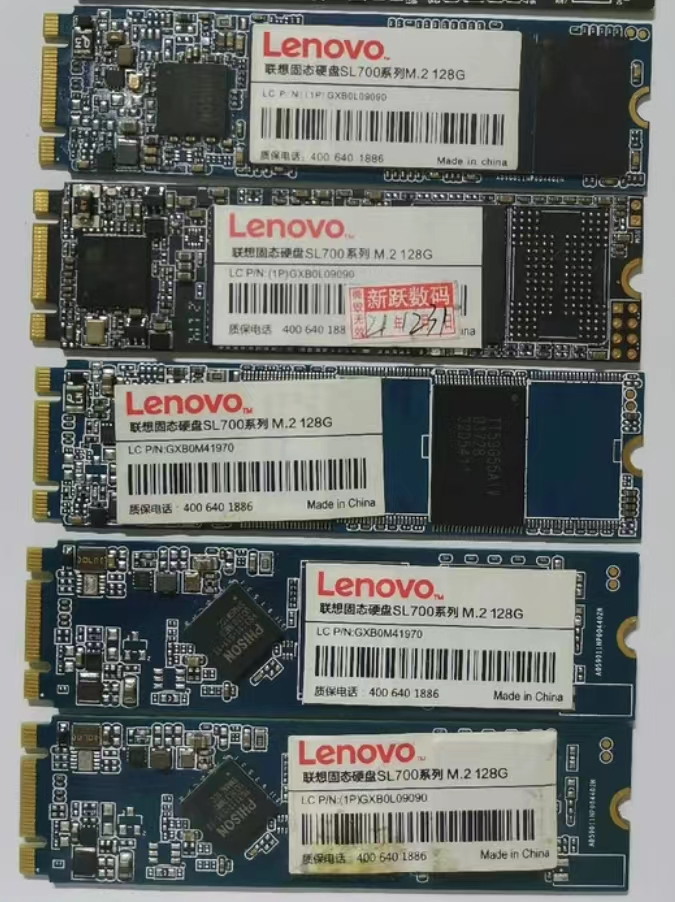 Lenovo
联想固态硬盘SL700系列M.2 128G
LC P/N:(1P)GXB0L09090
质保电话: 400 640 1886 Made in china
Lenovo
联想固态硬盘SL700系列 M.2 128G
LC P/N:(1P)GXB0L09090
新跃数码
21年12月31日
质保电话 400 640 188
Lenovo TM
联想固态硬盘SL700系列 M.2 128G
LC P/N:GXB0M41970
质保电话: 400 640 1886 Made in China
Lenovo TM
联想固态硬盘SL700系列 M.2 128G
LC P/N:GXB0M41970
质保电话: 400 640 1886 Made in China
PHISON
Lenovo
联想固态硬盘SL700系列 M.2 128G
LC P/N:(1P)GXB0L09090
质保电话: 400 640 1886 Made in China
PHISON